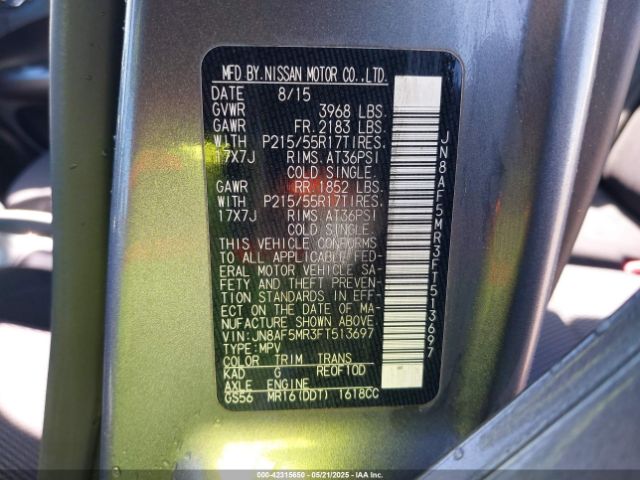 MFD.BY.NISSAN MOTOR CO.,LTD.
DATE 8/15
GVWR 3968 LBS.
GAWR FR.2183 LBS.
WITH P215/55R17TIRES.
17X7J RIMS.AT36PSI
COLD SINGLE.
GAWR RR.1852 LBS.
WITH P215/55R17TIRES.
17X7J RIMS.AT36PSI
COLD SINGLE.
THIS VEHICLE CONFORMS
TO ALL APPLICABLE FED-
ERAL MOTOR VEHICLE SA-
FETY AND THEFT PREVEN-
TION STANDARDS IN EFF-
ECT ON THE DATE OF MA-
NUFACTURE SHOWN ABOVE.
VIN:JN8AF5MR3FT513697
TYPE:MPV
COLOR TRIM TRANS
KAD G RE0F10D
AXLE ENGINE
GS56 MR16(DDT) 1618CC
JN8AF5MR3FT513697
000-42315650 05/21/2025 IAAI.COM